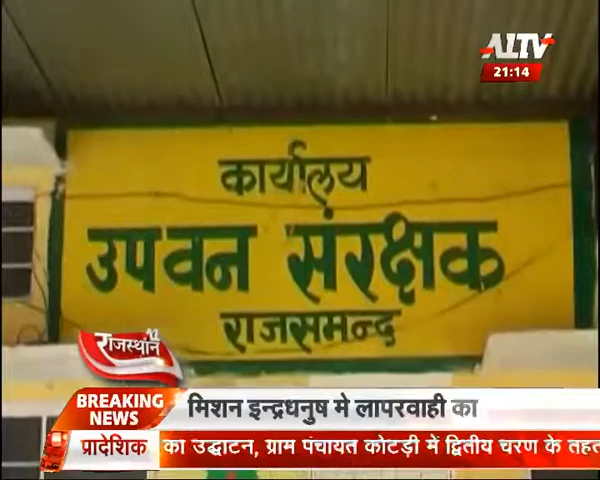 AITV
21:14
कार्यालय
उपवन संरक्षक
राजसमन्द
राजस्थान
BREAKING NEWS
मिशन इन्द्रधनुष मे लापरवाही का
प्रादेशिक
का उद्घाटन, ग्राम पंचायत कोटड़ी में द्वितीय चरण के तहत